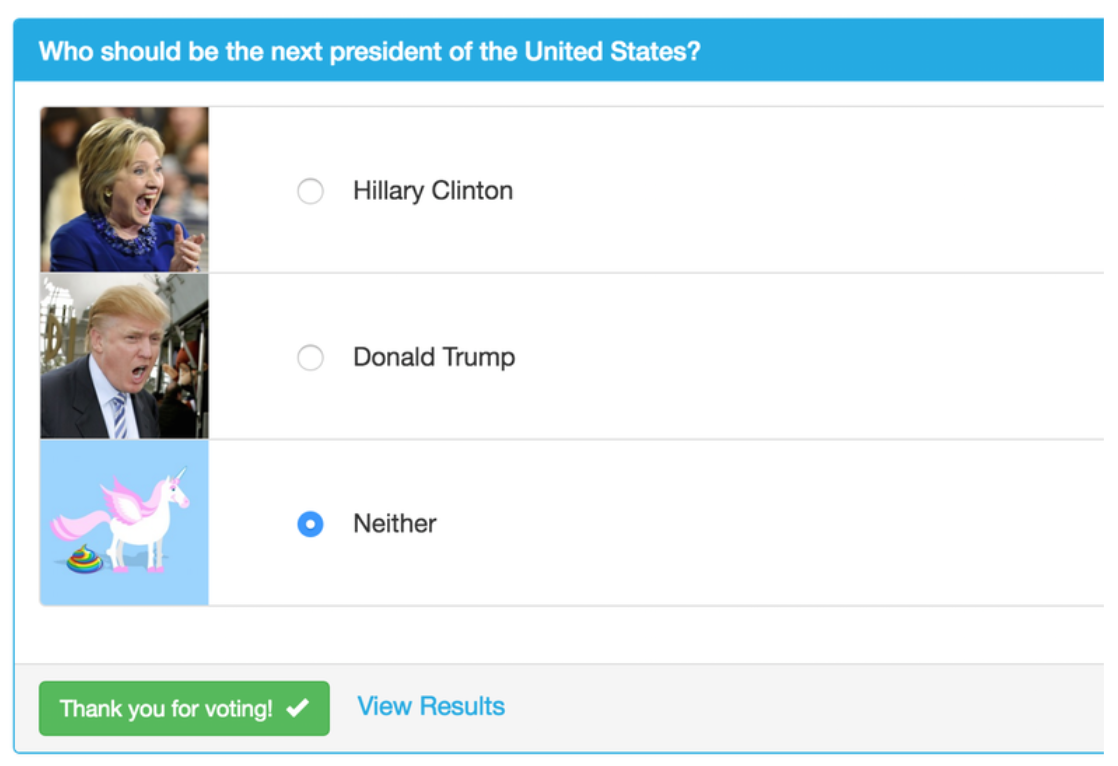 Who should be the next president of the United States?
Hillary Clinton
Donald Trump
Neither
Thank you for voting!
View Results